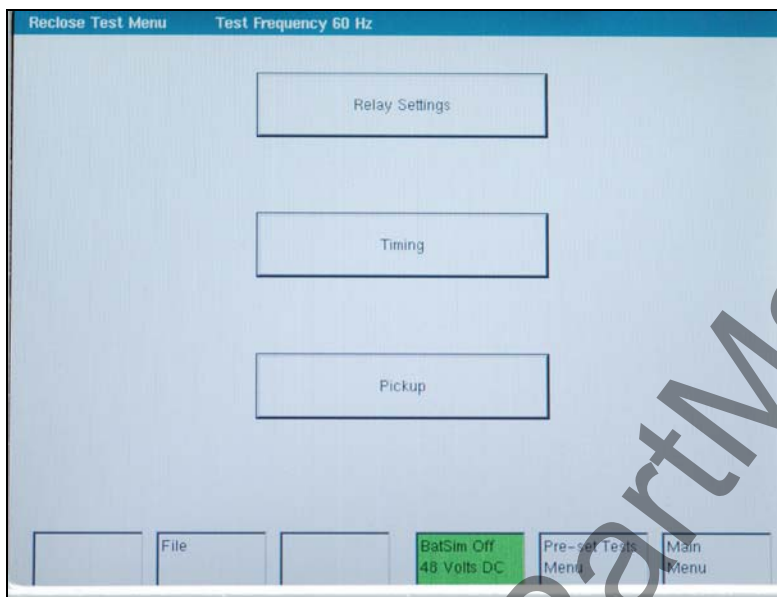 Reclose Test Menu Test Frequency 60 Hz
Relay Settings
Timing
Pickup
File
BatSim Off
48 Volts DC
Pre-set Tests
Menu
Main
Menu